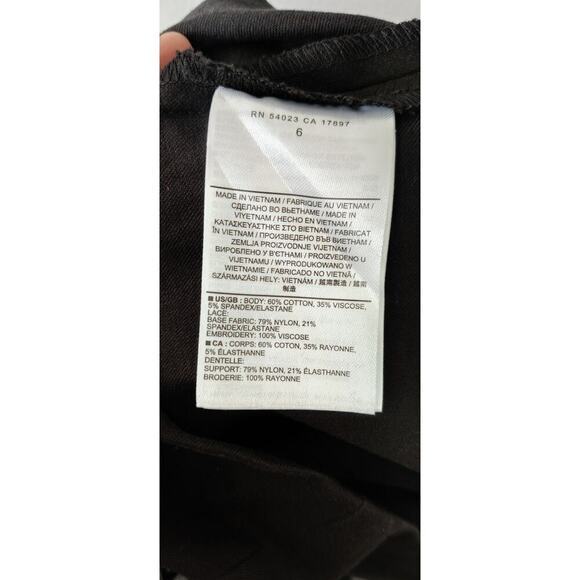 RN 54023 CA 17897
6
MADE IN VIETNAM / FABRIQUE AU VIETNAM /
СДЕЛАНО ВО ВЬЕТНАМЕ / MADE IN
VIYETNAM / HECHO EN VIETNAM /
ΚΑΤΑΣΚΕΥΑΣΤΗΚΕ ΣΤΟ ΒΙΕΤΝΑΜ / FABRICAT
ÎN VIETNAM / ПРОИЗВЕДЕНО ВЪВ ВИЕТНАМ /
ZEMLJA PROIZVODNJE VIJETNAM /
ВИРОБЛЕНО У В'ЄТНАМІ / PROIZVEDENO U
VIJETNAMU / WYPRODUKOWANO W
WIETNAMIE / FABRICADO NO VIETNÃ /
SZÁRMAZÁSI HELY: VIETNÁM / 越南製造 / 越南
制造
US/GB : BODY: 60% COTTON, 35% VISCOSE,
5% SPANDEX/ELASTANE
LACE:
BASE FABRIC: 79% NYLON, 21%
SPANDEX/ELASTANE
EMBROIDERY: 100% VISCOSE
CA : CORPS: 60% COTON, 35% RAYONNE,
5% ÉLASTHANNE
DENTELLE:
SUPPORT: 79% NYLON, 21% ÉLASTHANNE
BRODERIE: 100% RAYONNE